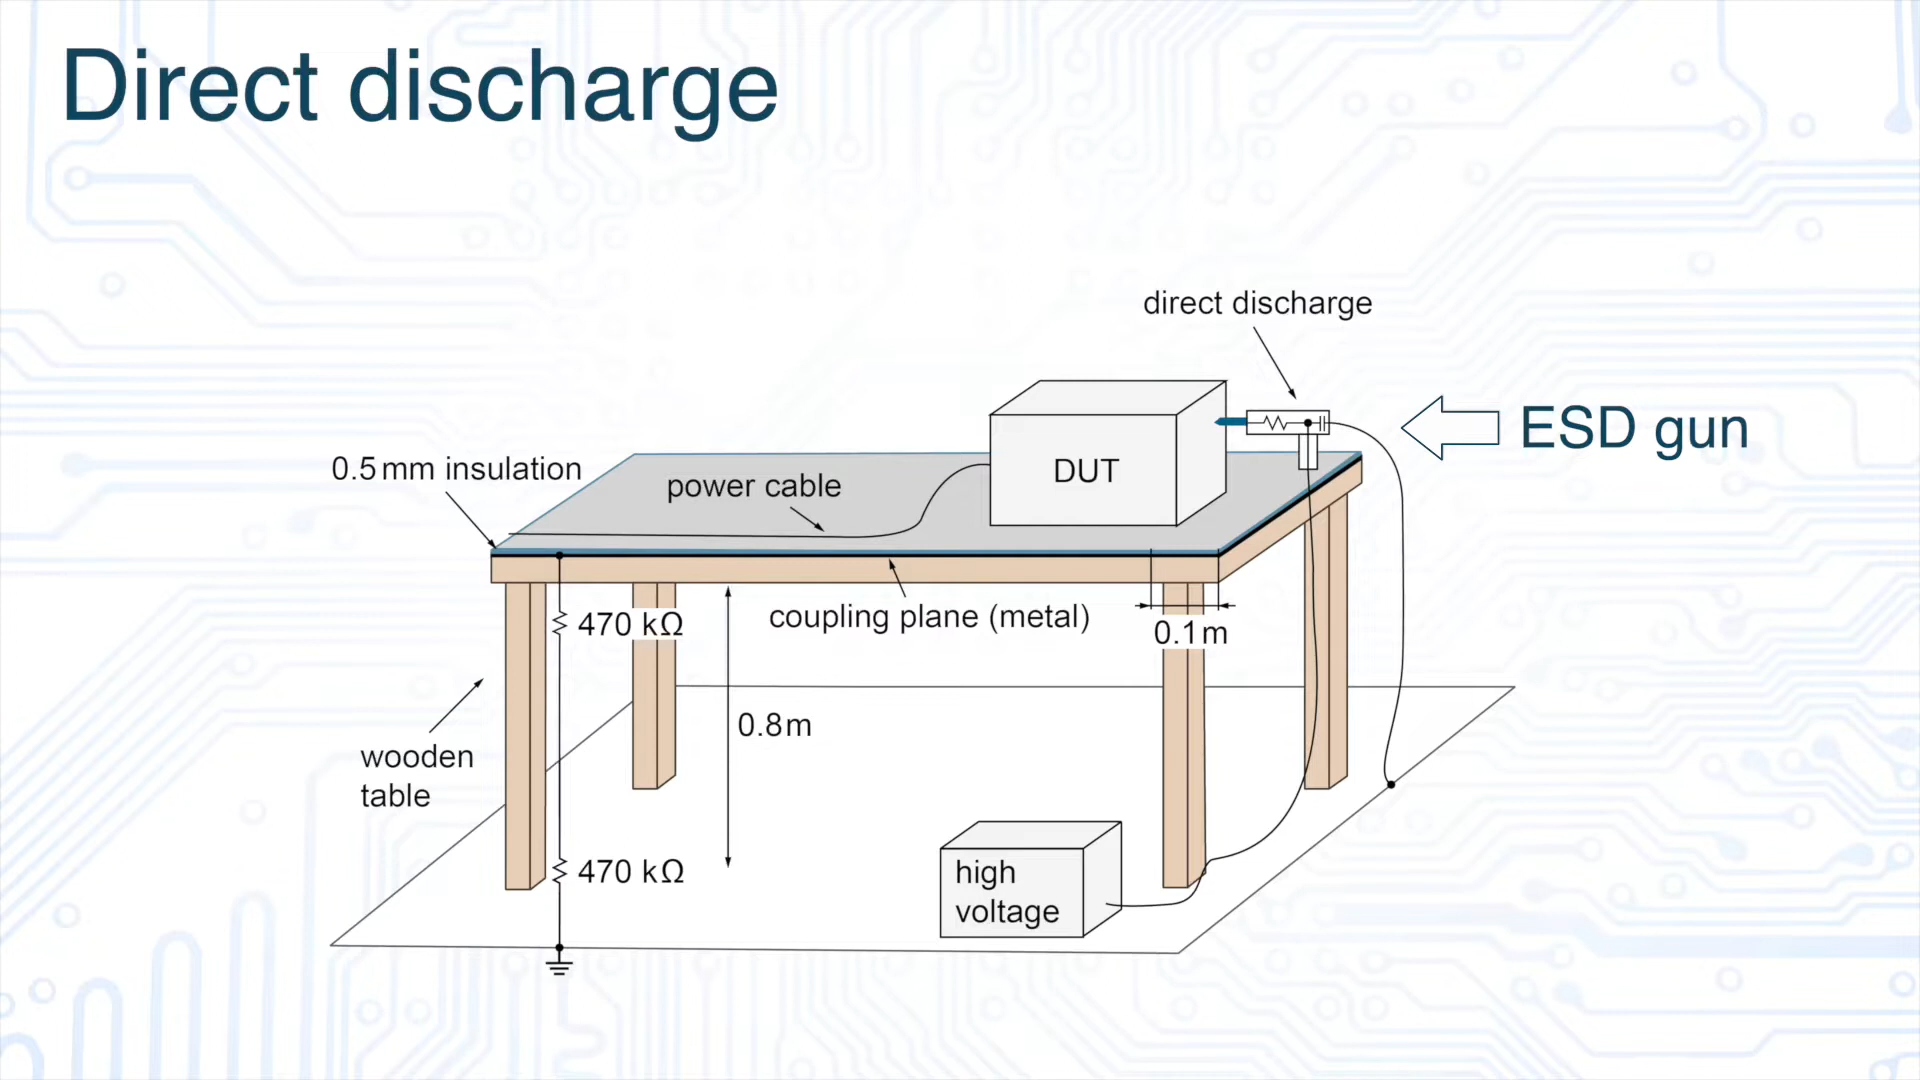 Direct discharge
direct discharge
ESD gun
0.5 mm insulation
power cable
DUT
470 kΩ
coupling plane (metal)
0.1 m
0.8 m
wooden
table
470 kΩ
high
voltage